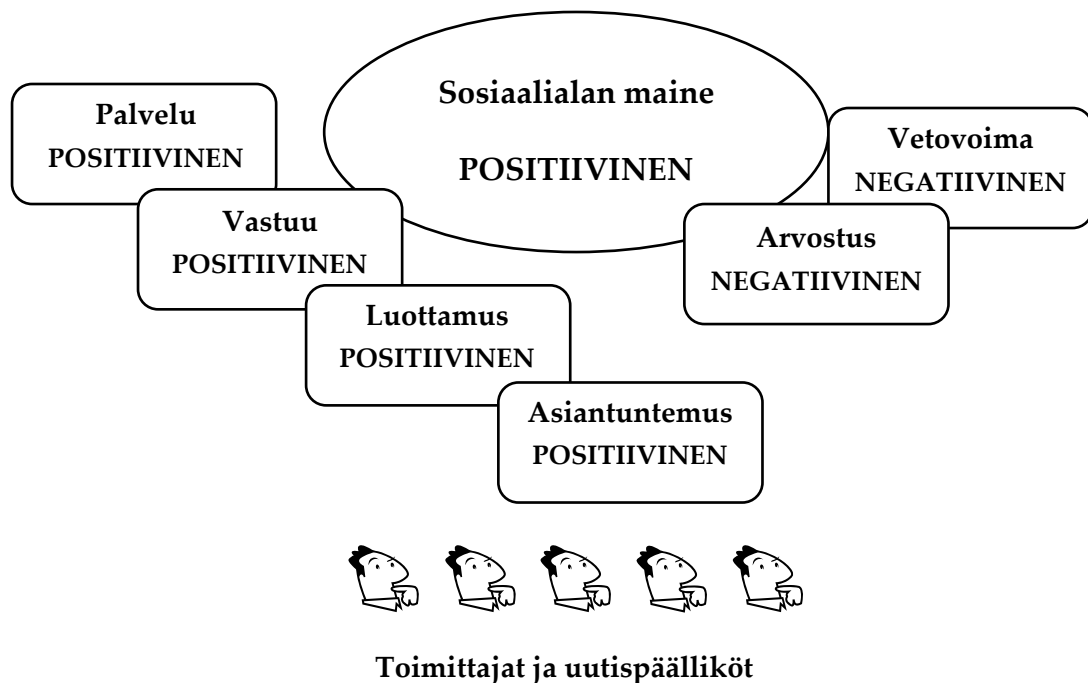 Sosiaalialan maine
POSITIIVINEN
Palvelu
POSITIIVINEN
Vastuu
POSITIIVINEN
Luottamus
POSITIIVINEN
Asiantuntemus
POSITIIVINEN
Vetovoima
NEGATIIVINEN
Arvostus
NEGATIIVINEN
Toimittajat ja uutispäälliköt